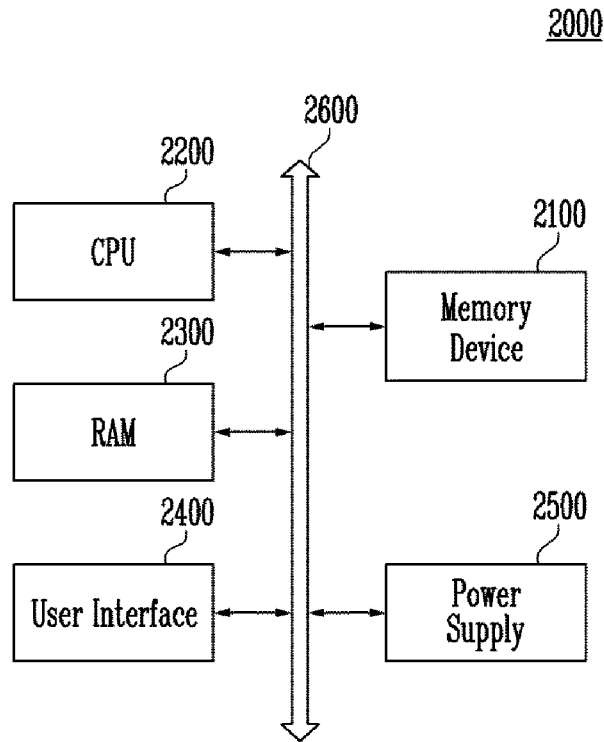 2000
2600
2200
CPU
2100
Memory
Device
2300
RAM
2400
User Interface
2500
Power
Supply